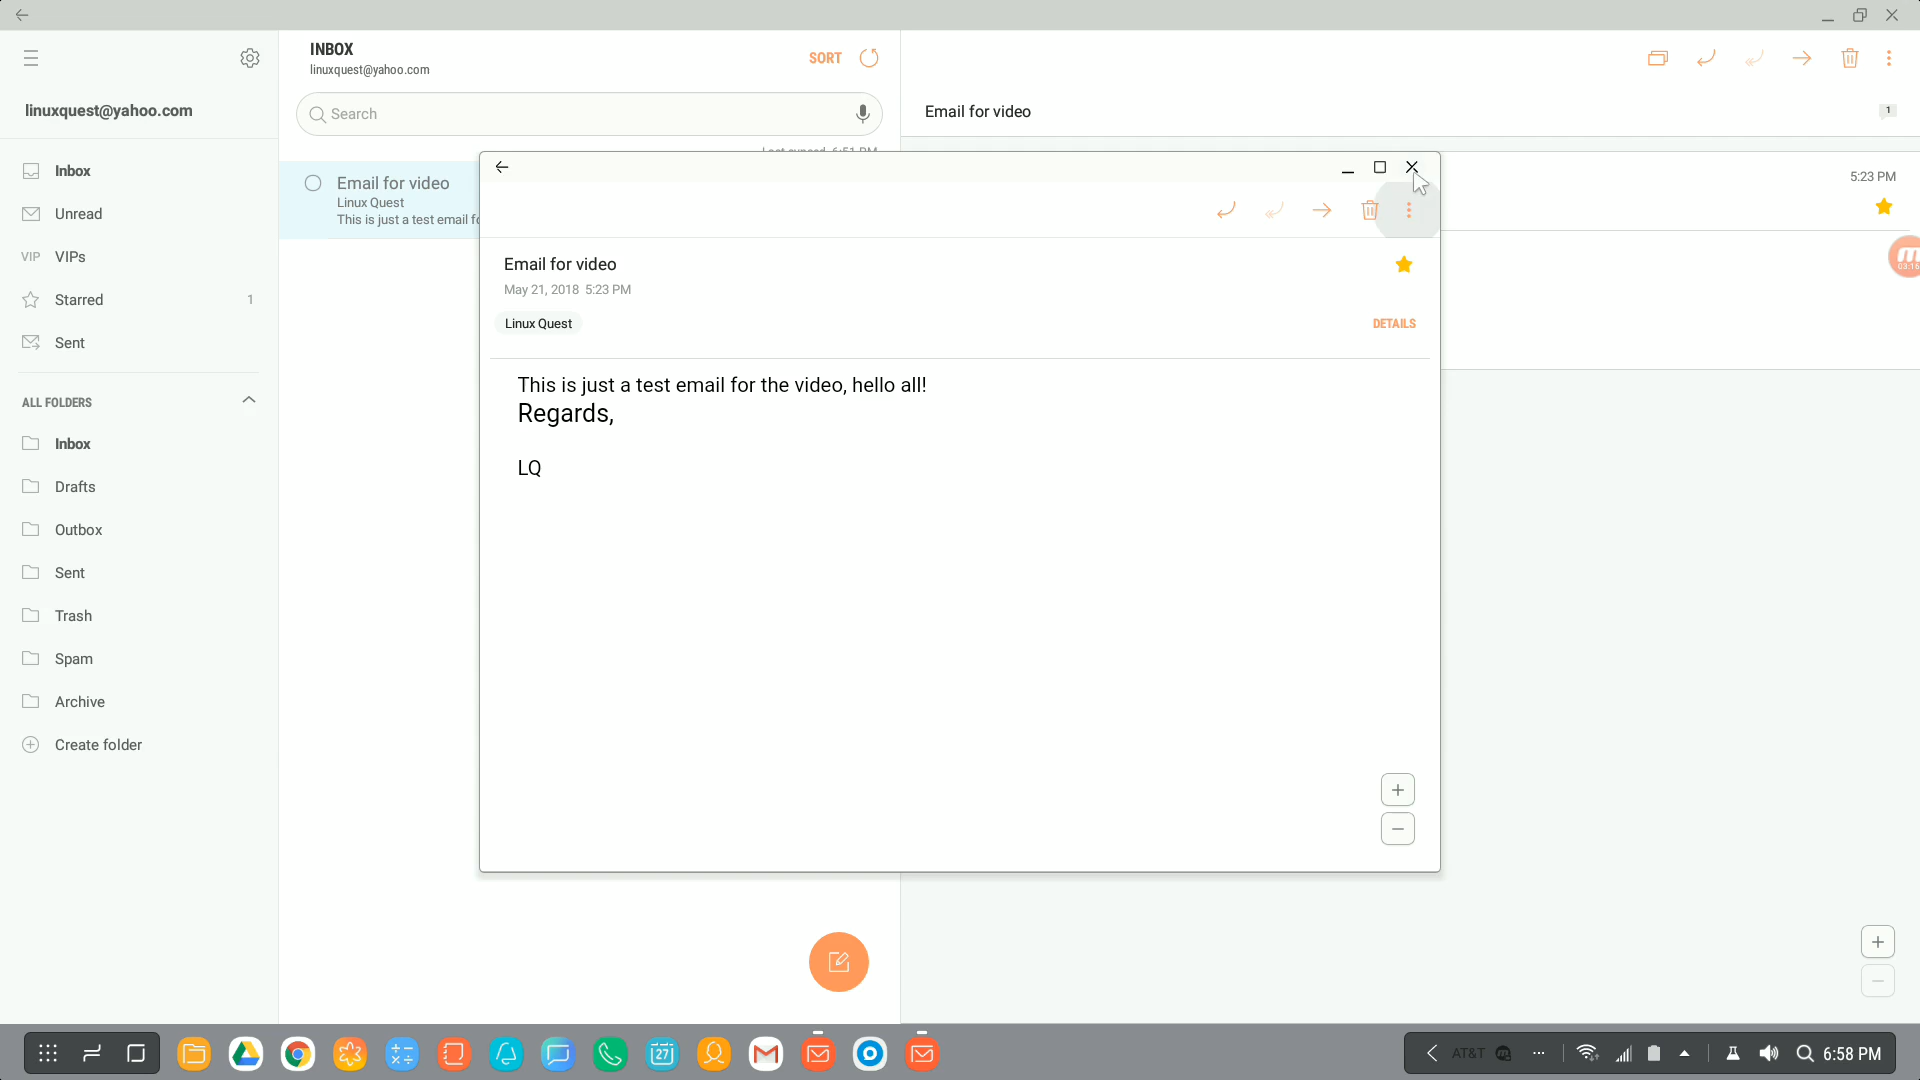 linuxquest@yahoo.com
Inbox
Unread
VIP VIPs
Starred 1
Sent
ALL FOLDERS
Inbox
Drafts
Outbox
Sent
Trash
Spam
Archive
Create folder
INBOX
linuxquest@yahoo.com
SORT
Search
Email for video
Linux Quest
This is just a test email
Email for video
1
5:23 PM
03:16
Email for video
May 21, 2018 5:23 PM
Linux Quest
DETAILS
This is just a test email for the video, hello all!
Regards,
LQ
27
AT&T
6:58 PM